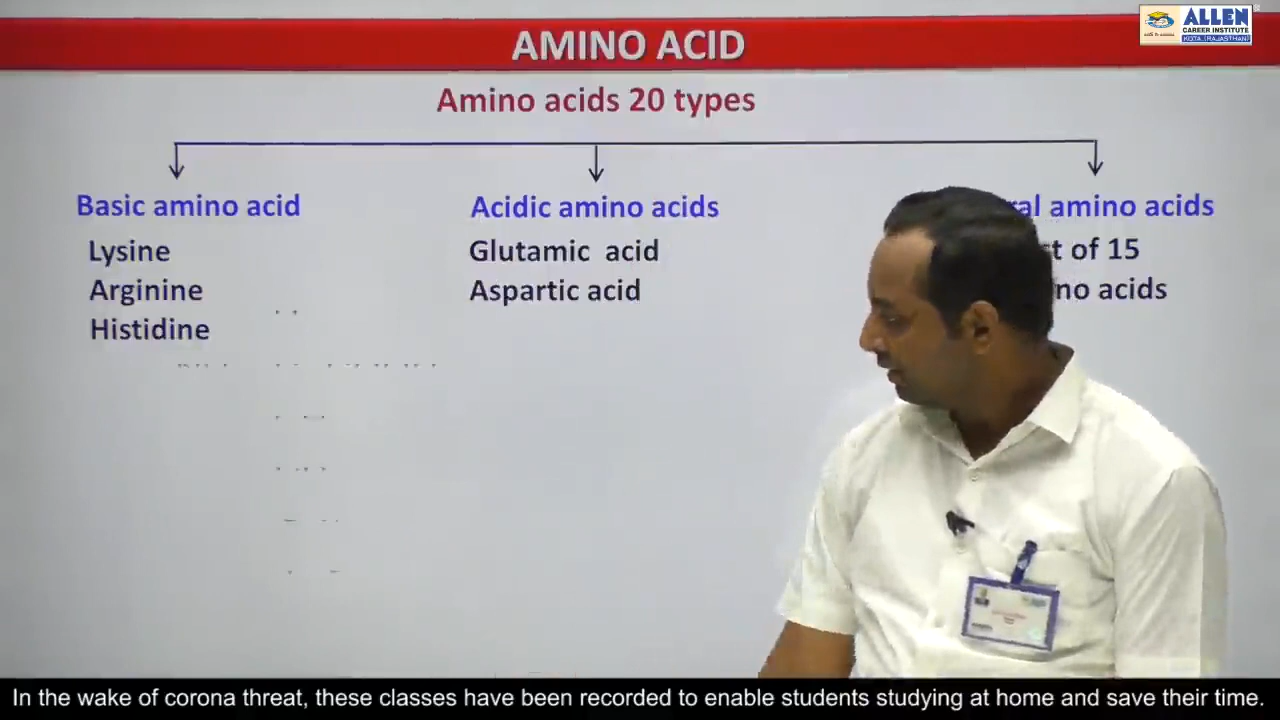 ALLEN
CAREER INSTITUTE
KOTA (RAJASTHAN)
AMINO ACID
Amino acids 20 types
Basic amino acid
Lysine
Arginine
Histidine
Acidic amino acids
Glutamic acid
Aspartic acid
amino acids
of 15
acids
In the wake of corona threat, these classes have been recorded to enable students studying at home and save their time.